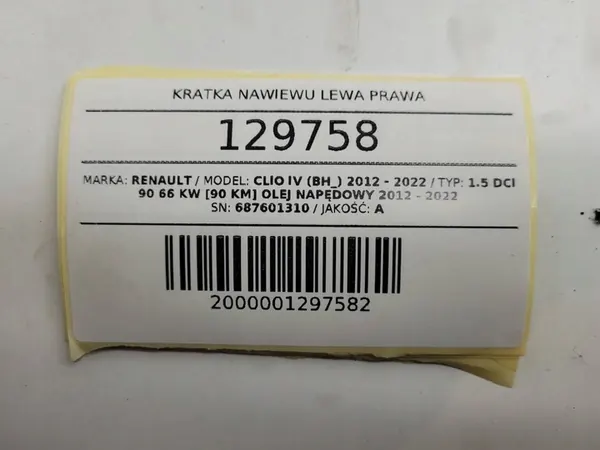 KRATKA NAWIEWU LEWA PRAWA
129758
MARKA: RENAULT / MODEL: CLIO IV (BH_) 2012 - 2022 / TYP: 1.5 DCI
90 66 KW [90 KM] OLEJ NAPĘDOWY 2012 - 2022
SN: 687601310 / JAKOŚĆ: A
2000001297582